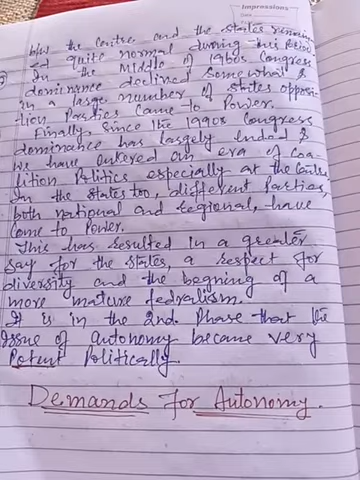 Impressions
b/w the centre and the states remain-
ed quite normal during this period
In the Middle of 1960s Congress
dominance declined somewhat &
in a large number of states opposi-
tion Parties came to Power.
Finally, Since the 1990s Congress
dominance has largely ended &
we have entered an era of coa-
lition Politics especially at the Centre
In the states too, different Parties,
both national and regional, have
come to Power.
This has resulted in a greater
say for the states, a respect for
diversity and the begning of a
more mature federalism.
It is in the 2nd Phase that the
issue of autonomy became very
Potent Politically.
Demands for Autonomy.